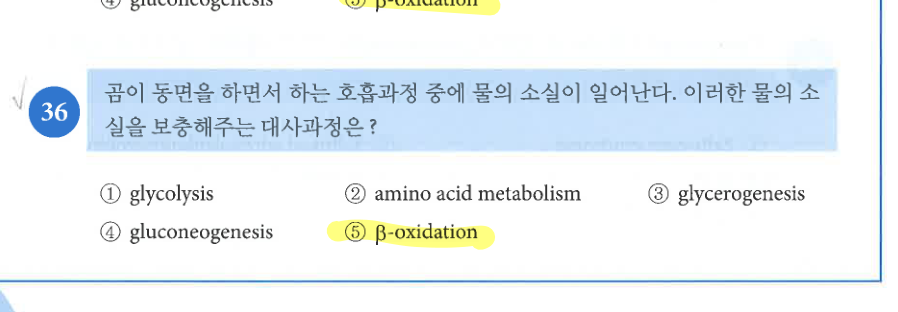 ④ gluconeogenesis ⑤ β-oxidation
36
곰이 동면을 하면서 하는 호흡과정 중에 물의 소실이 일어난다. 이러한 물의 소
실을 보충해주는 대사과정은?
① glycolysis ② amino acid metabolism ③ glycerogenesis
④ gluconeogenesis ⑤ β-oxidation